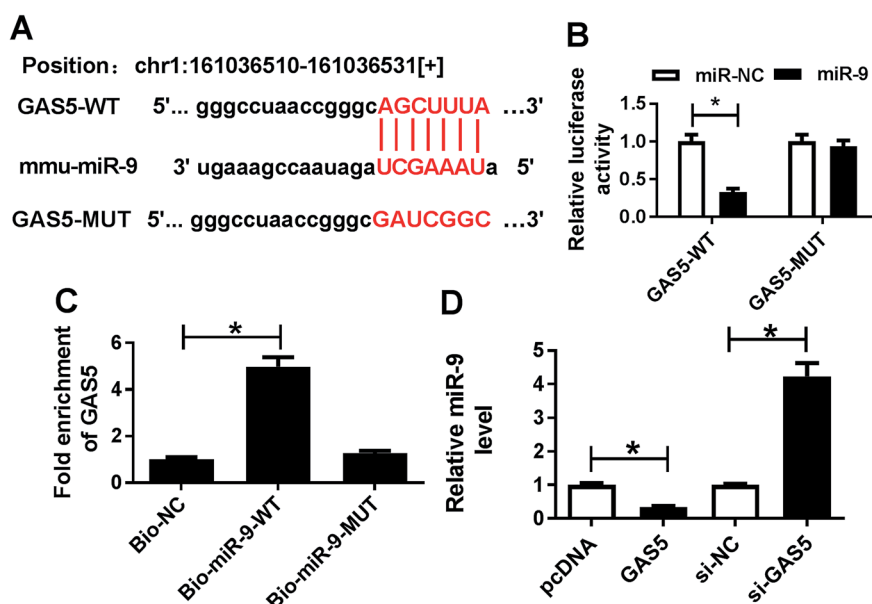 A
Position： chr1:161036510-161036531[+]
GAS5-WT 5'... gggccuaaccgggcAGCUUUA ...3'
mmu-miR-9 3' ugaaagccaauagaUCGAAAUa 5'
GAS5-MUT 5'... gggccuaaccgggcGAUCGGC ...3'
B
miR-NC miR-9
Relative luciferase
activity
1.5
1.0
0.5
0.0
*
GAS5-WT
GAS5-MUT
C
Fold enrichment
of GAS5
8
6
4
2
0
*
Bio-NC
Bio-miR-9-WT
Bio-miR-9-MUT
D
Relative miR-9
level
5
4
3
2
1
0
*
*
pcDNA
GAS5
si-NC
si-GAS5